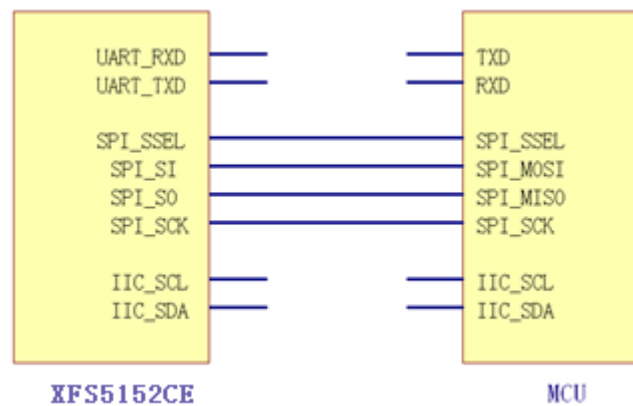 UART_RXD TXD
UART_TXD RXD
SPI_SSEL SPI_SSEL
SPI_SI SPI_MOSI
SPI_SO SPI_MISO
SPI_SCK SPI_SCK
IIC_SCL IIC_SCL
IIC_SDA IIC_SDA
XFS5152CE MCU